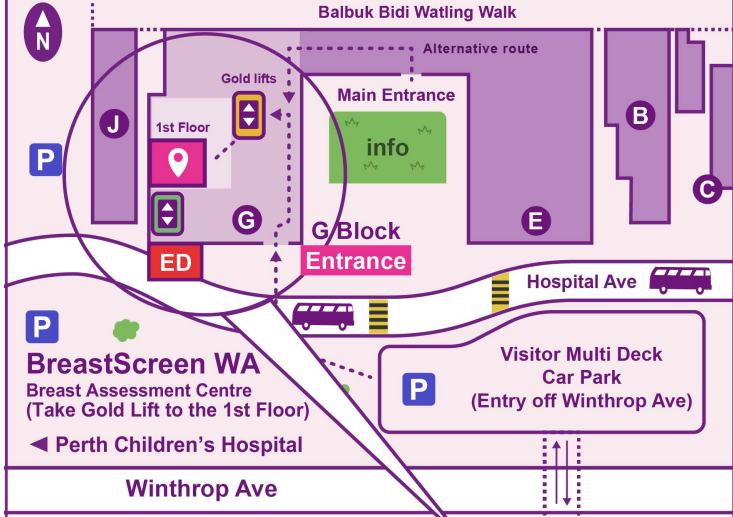 Balbuk Bidi Watling Walk
N
Alternative route
Gold lifts
Main Entrance
J
1st Floor
B
P
info
C
G
E
G Block
Entrance
ED
Hospital Ave
P
BreastScreen WA
Breast Assessment Centre
(Take Gold Lift to the 1st Floor)
Visitor Multi Deck
Car Park
(Entry off Winthrop Ave)
P
Perth Children's Hospital
Winthrop Ave